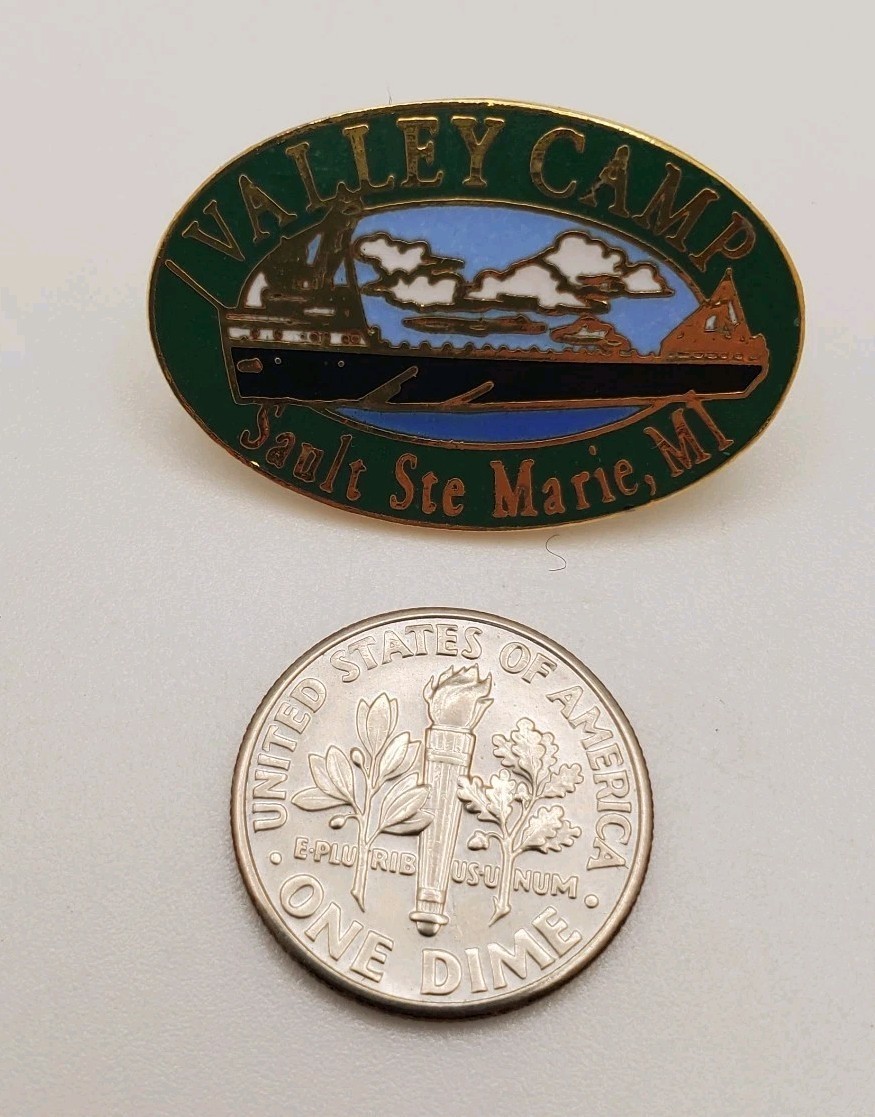 VALLEY CAMP
Sault Ste Marie, MI
UNITED STATES OF AMERICA
E·PLURIBUS·UNUM
ONE DIME